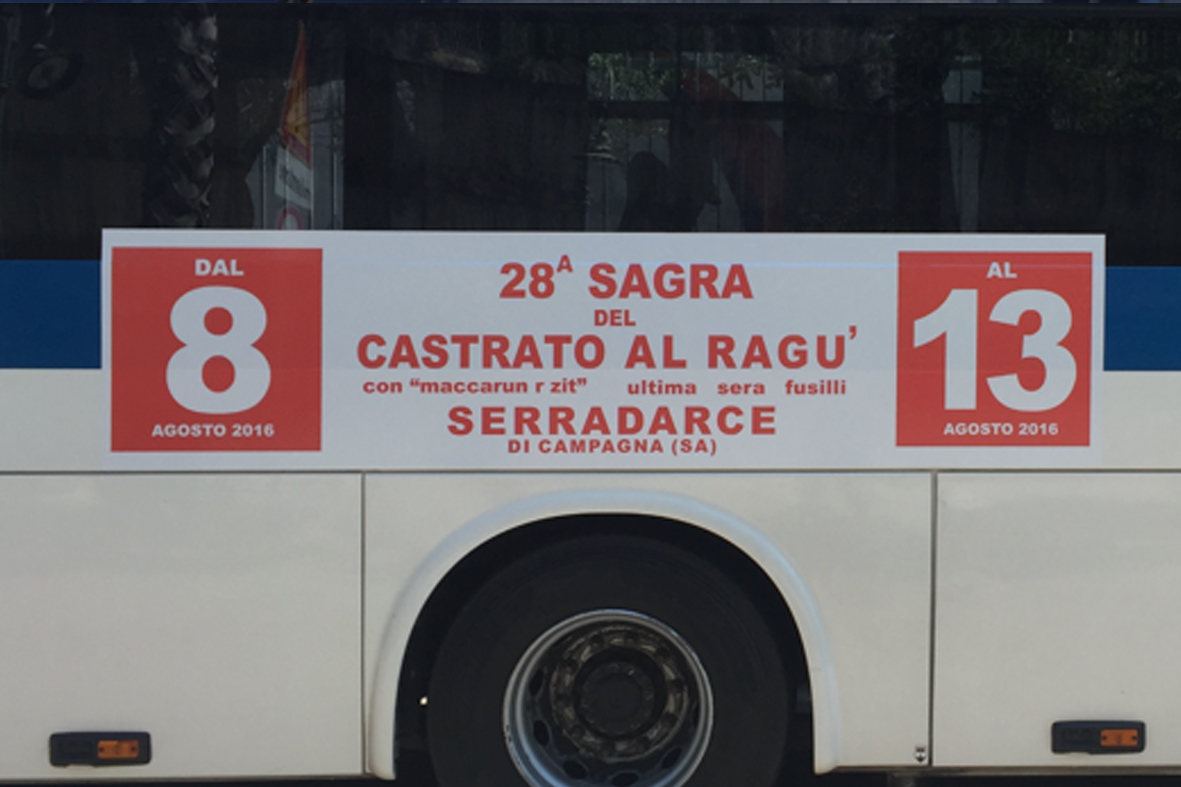 DAL
8
AGOSTO 2016
28A SAGRA
DEL
CASTRATO AL RAGU'
con "maccarun r zit" ultima sera fusilli
SERRADARCE
DI CAMPAGNA (SA)
AL
13
AGOSTO 2016